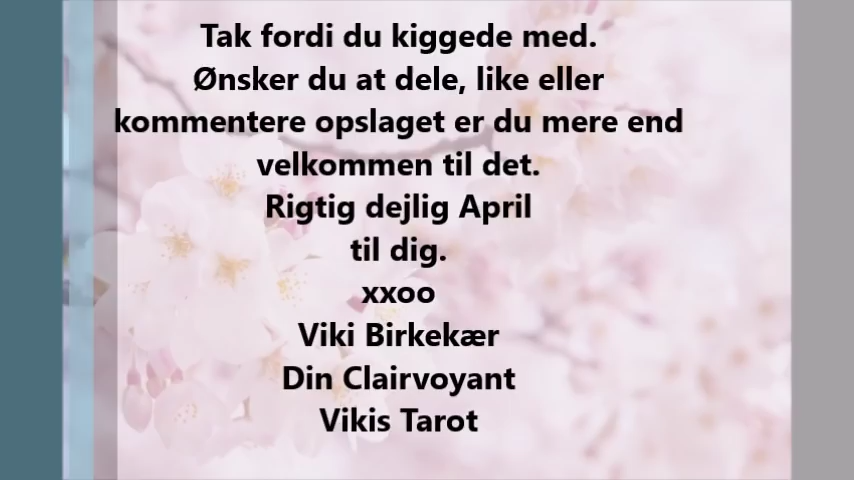 Tak fordi du kiggede med.
Ønsker du at dele, like eller
kommentere opslaget er du mere end
velkommen til det.
Rigtig dejlig April
til dig.
xxoo
Viki Birkekær
Din Clairvoyant
Vikis Tarot